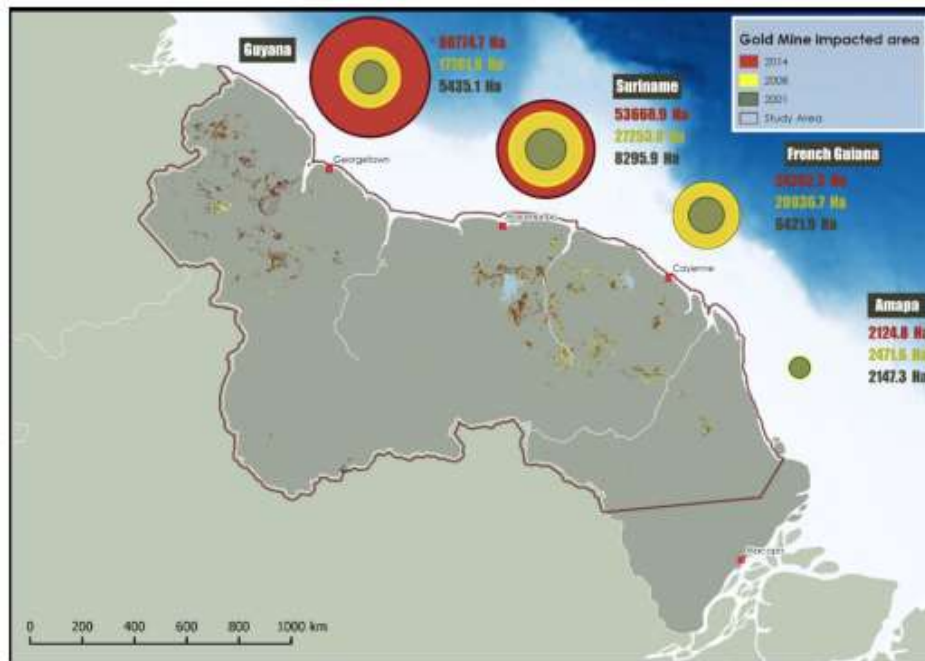 Guyana
5435.1 Ha
Suriname
53668.9 Ha
8295.9 Ha
French Guiana
20936.7 Ha
6421.9 Ha
Amapa
2124.8 Ha
2471.6 Ha
2147.3 Ha
Gold Mine impacted area
2014
2008
2001
Study Area
Georgetown
Cayenne
0 200 400 600 800 1000 km